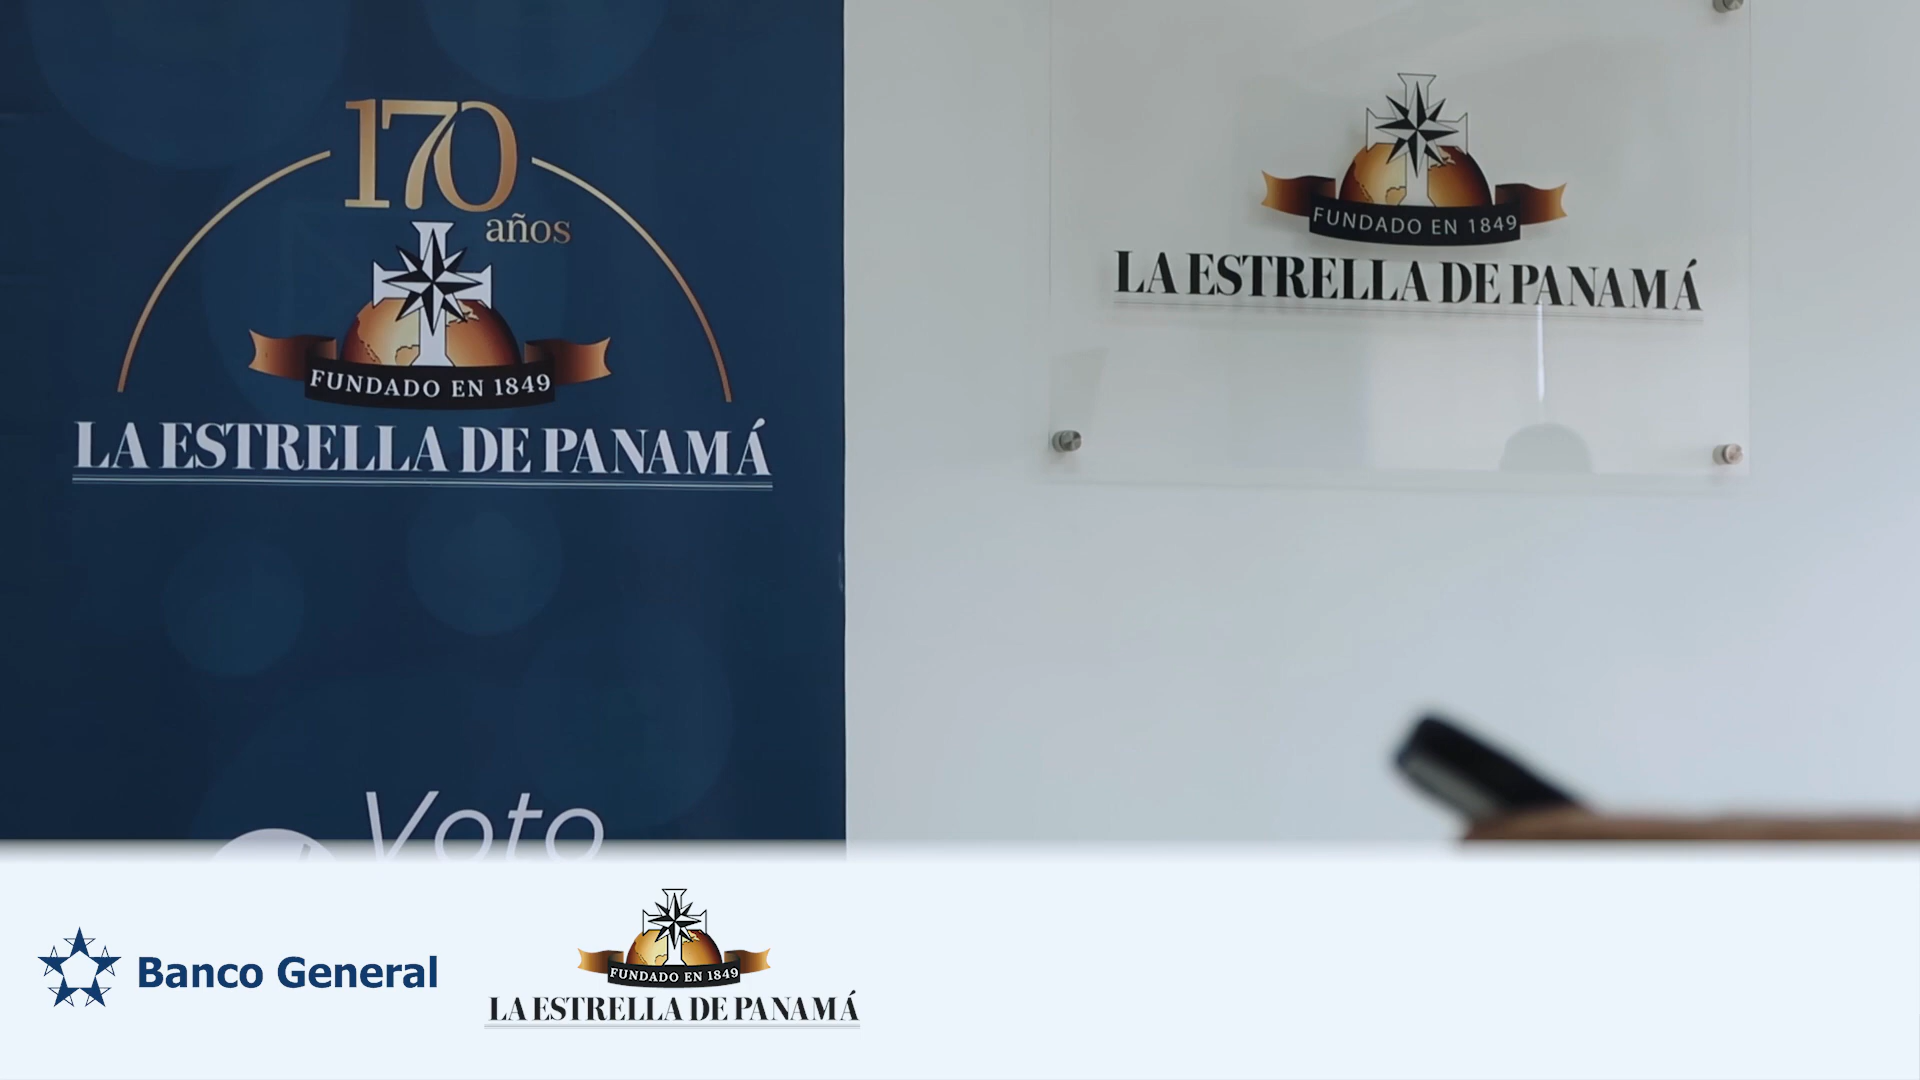 170
años
FUNDADO EN 1849
LA ESTRELLA DE PANAMÁ
Voto
FUNDADO EN 1849
LA ESTRELLA DE PANAMÁ
Banco General
FUNDADO EN 1849
LA ESTRELLA DE PANAMÁ